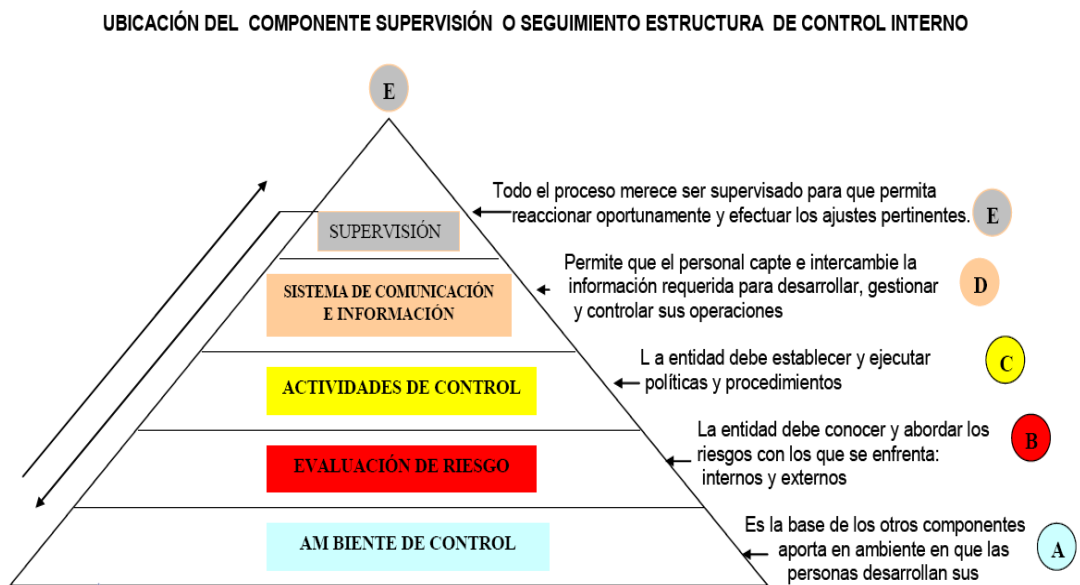 UBICACIÓN DEL COMPONENTE SUPERVISIÓN O SEGUIMIENTO ESTRUCTURA DE CONTROL INTERNO
E
Todo el proceso merece ser supervisado para que permita
reaccionar oportunamente y efectuar los ajustes pertinentes.
E
SUPERVISIÓN
Permite que el personal capte e intercambie la
información requerida para desarrollar, gestionar
y controlar sus operaciones
D
SISTEMA DE COMUNICACIÓN
E INFORMACIÓN
L a entidad debe establecer y ejecutar
políticas y procedimientos
C
ACTIVIDADES DE CONTROL
La entidad debe conocer y abordar los
riesgos con los que se enfrenta:
internos y externos
B
EVALUACIÓN DE RIESGO
Es la base de los otros componentes
aporta en ambiente en que las
personas desarrollan sus
A
AM BIENTE DE CONTROL